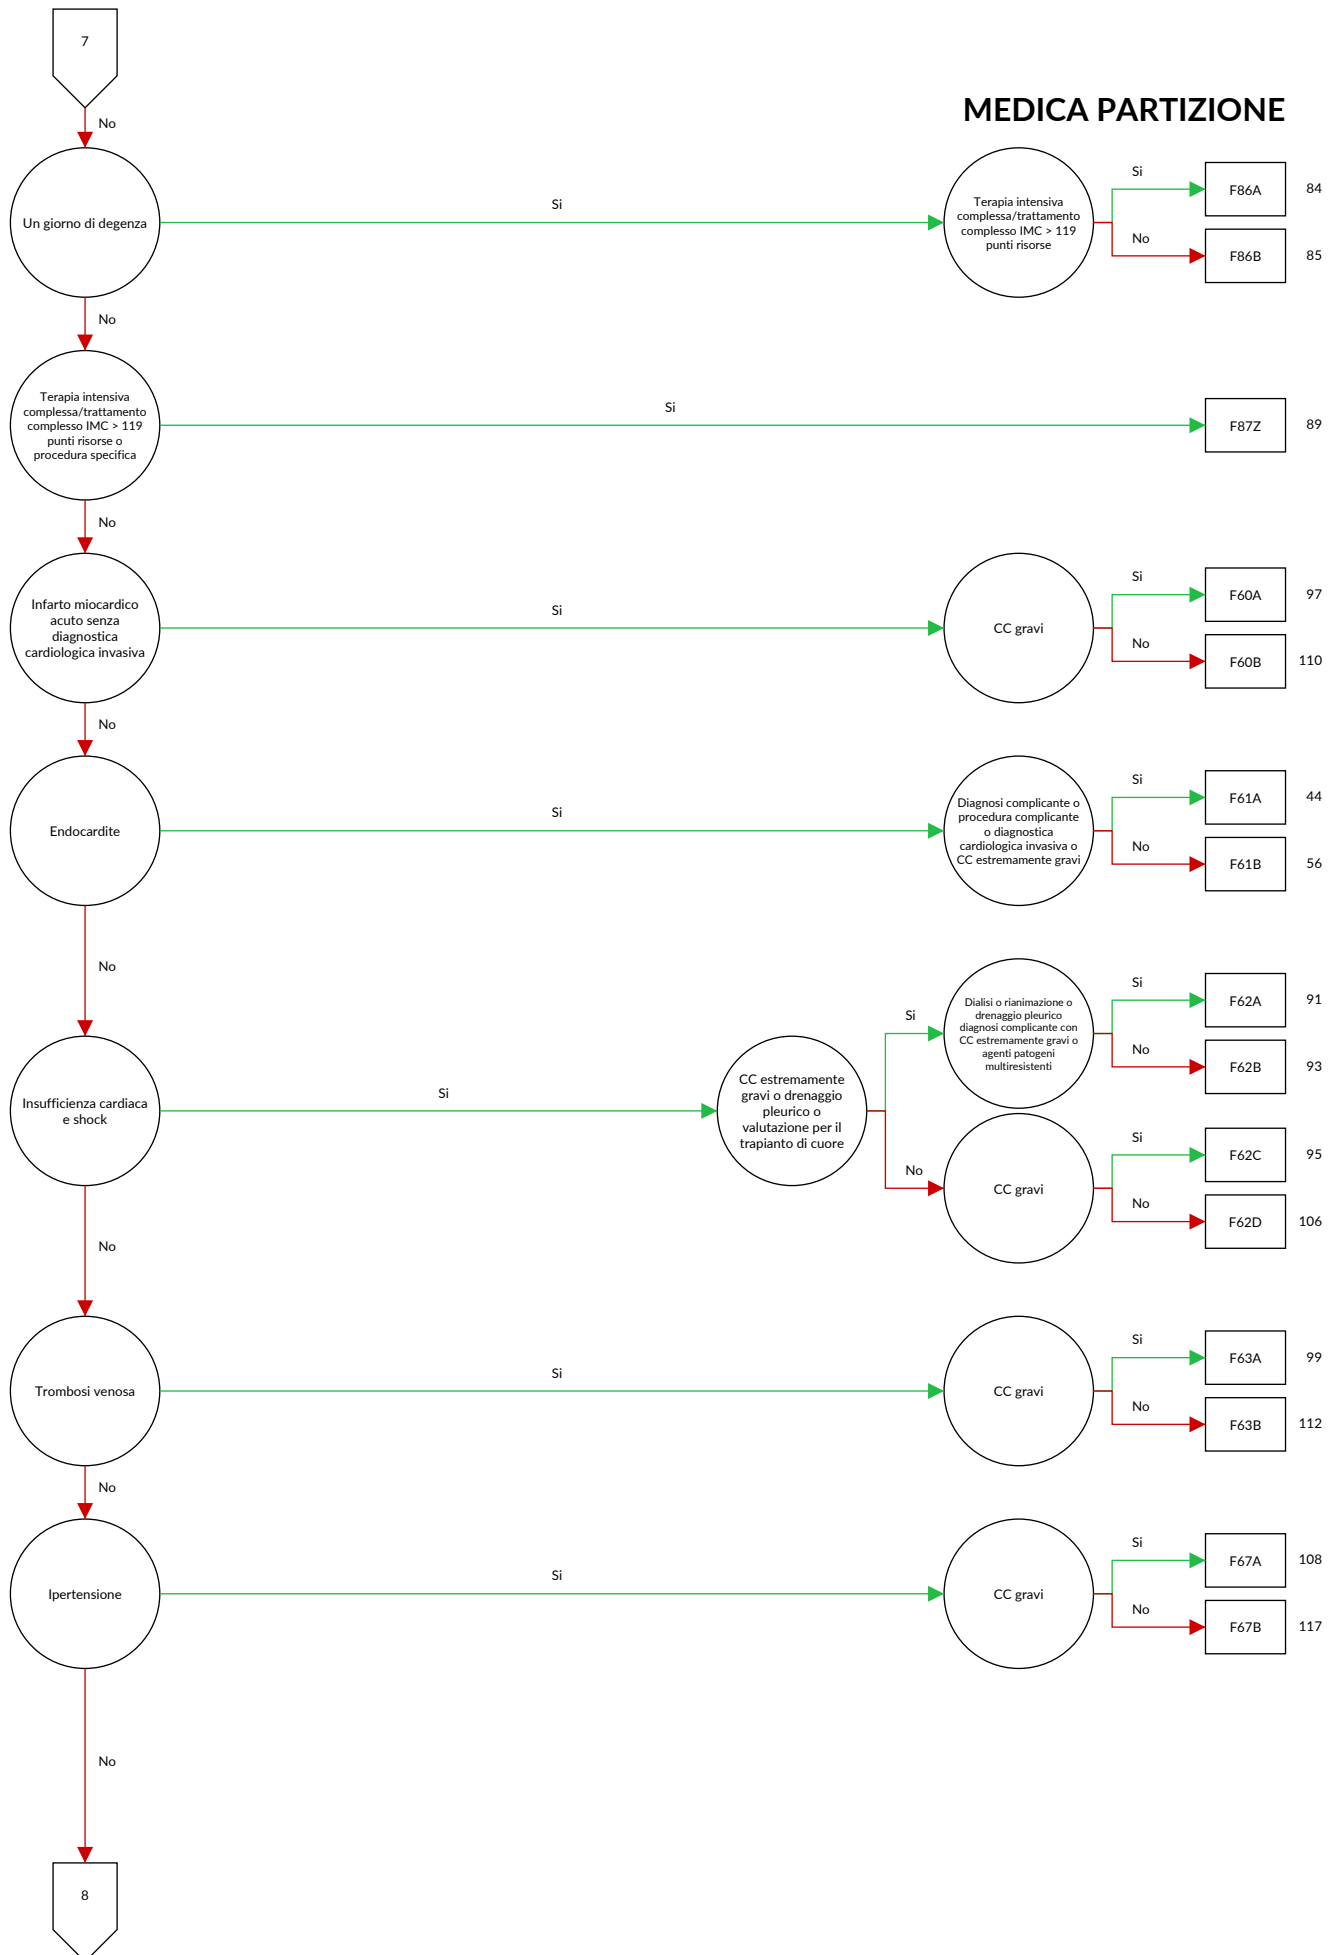 7
No
MEDICA PARTIZIONE
Un giorno di degenza
Si
Terapia intensiva
complessa/trattamento
complesso IMC > 119
punti risorse
Si
F86A
84
No
F86B
85
No
Terapia intensiva
complessa/trattamento
complesso IMC > 119
punti risorse o
procedura specifica
Si
F87Z
89
No
Infarto miocardico
acuto senza
diagnostica
cardiologica invasiva
Si
CC gravi
Si
F60A
97
No
F60B
110
No
Endocardite
Si
Diagnosi complicante o
procedura complicante
o diagnostica
cardiologica invasiva o
CC estremamente gravi
Si
F61A
44
No
F61B
56
No
Insufficienza cardiaca
e shock
Si
CC estremamente
gravi o drenaggio
pleurico o
valutazione per il
trapianto di cuore
Si
Dialisi o rianimazione o
drenaggio pleurico
diagnosi complicante con
CC estremamente gravi o
agenti patogeni
multiresistenti
Si
F62A
91
No
F62B
93
No
CC gravi
Si
F62C
95
No
F62D
106
No
Trombosi venosa
Si
CC gravi
Si
F63A
99
No
F63B
112
No
Ipertensione
Si
CC gravi
Si
F67A
108
No
F67B
117
No
8